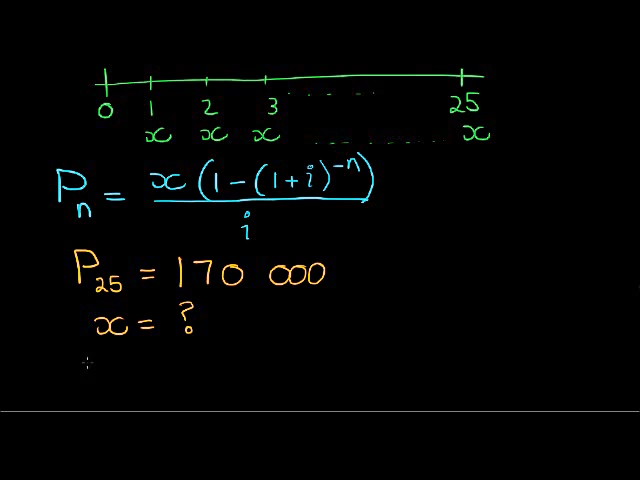 0 1 2 3 ........ 25
x x x ........ x
Pn = x(1-(1+i)^-n)/i
P25 = 170 000
x = ?